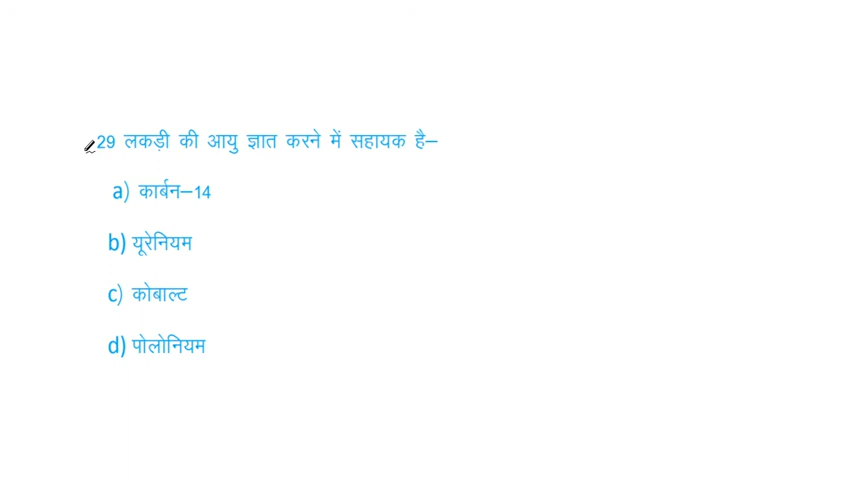 29 लकड़ी की आयु ज्ञात करने में सहायक है–
a) कार्बन–14
b) यूरेनियम
c) कोबाल्ट
d) पोलोनियम